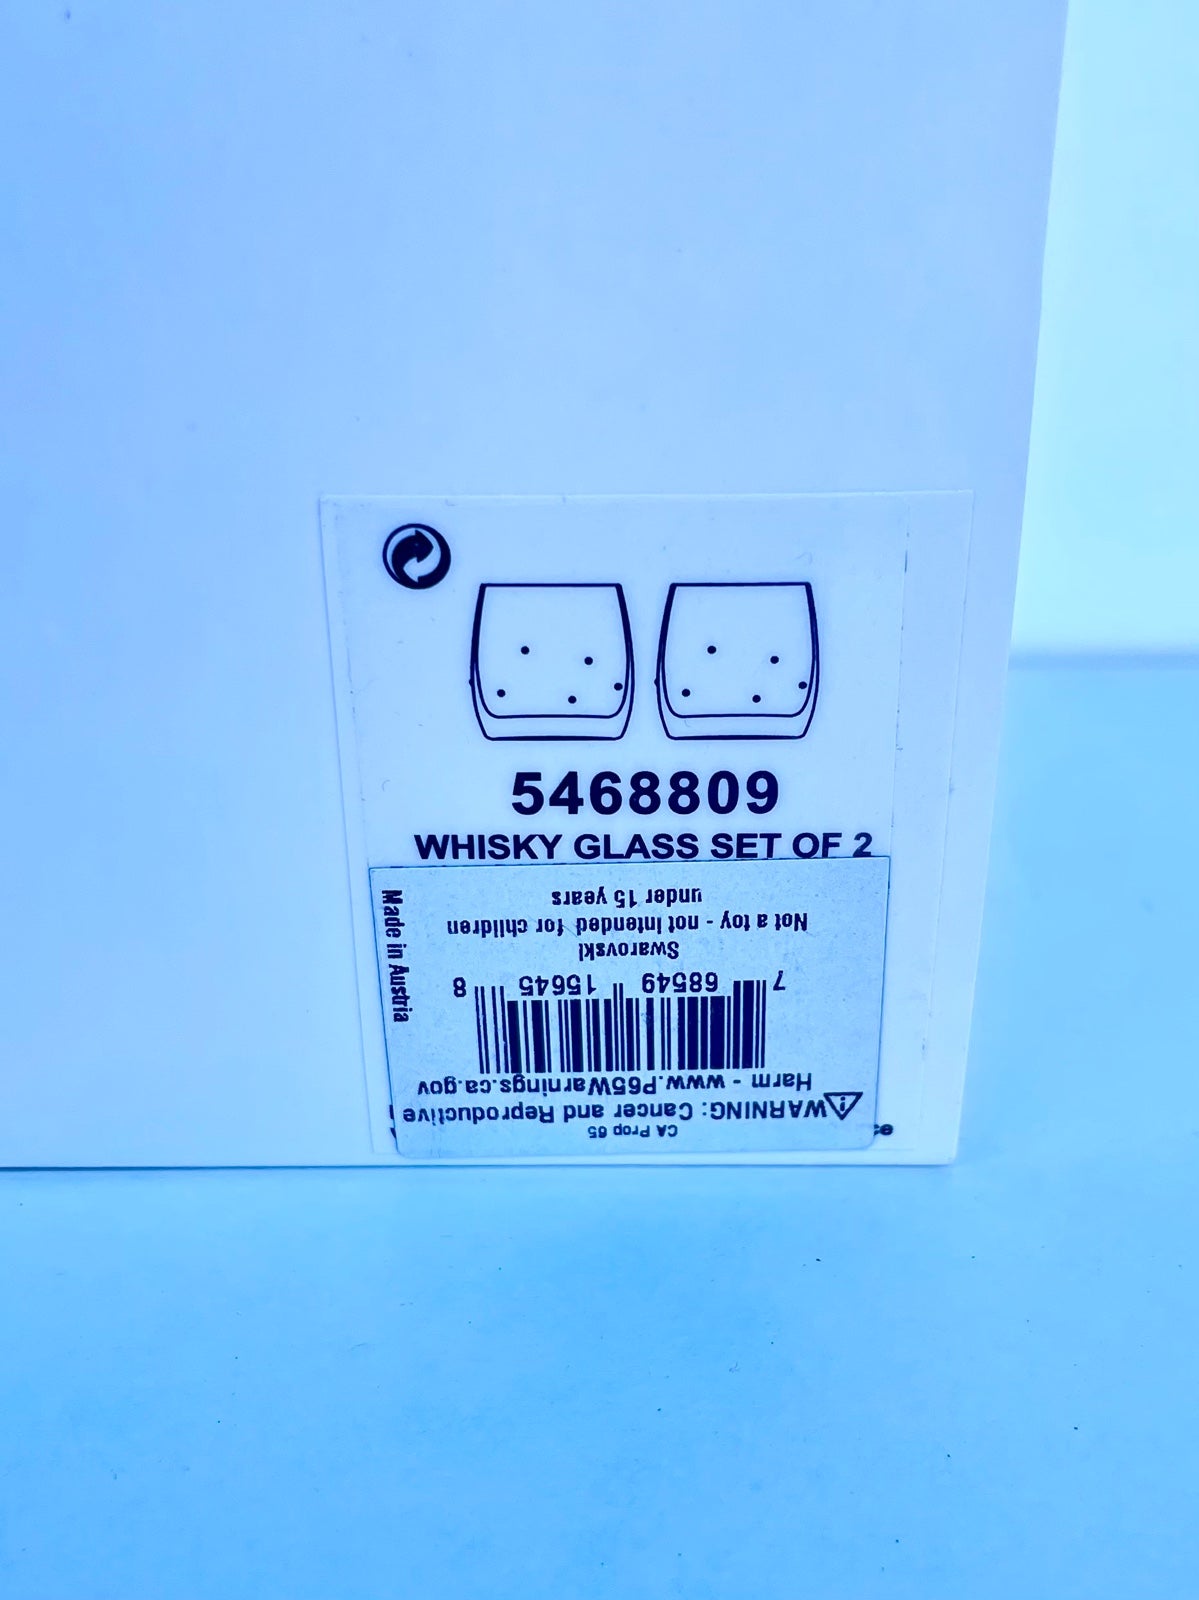 5468809
WHISKY GLASS SET OF 2
CA Prop 65
WARNING: Cancer and Reproductive
Harm - www.P65Warnings.ca.gov
7 68549 15645 8
Swarovski
Not a toy - not intended for children
under 15 years
Made in Austria